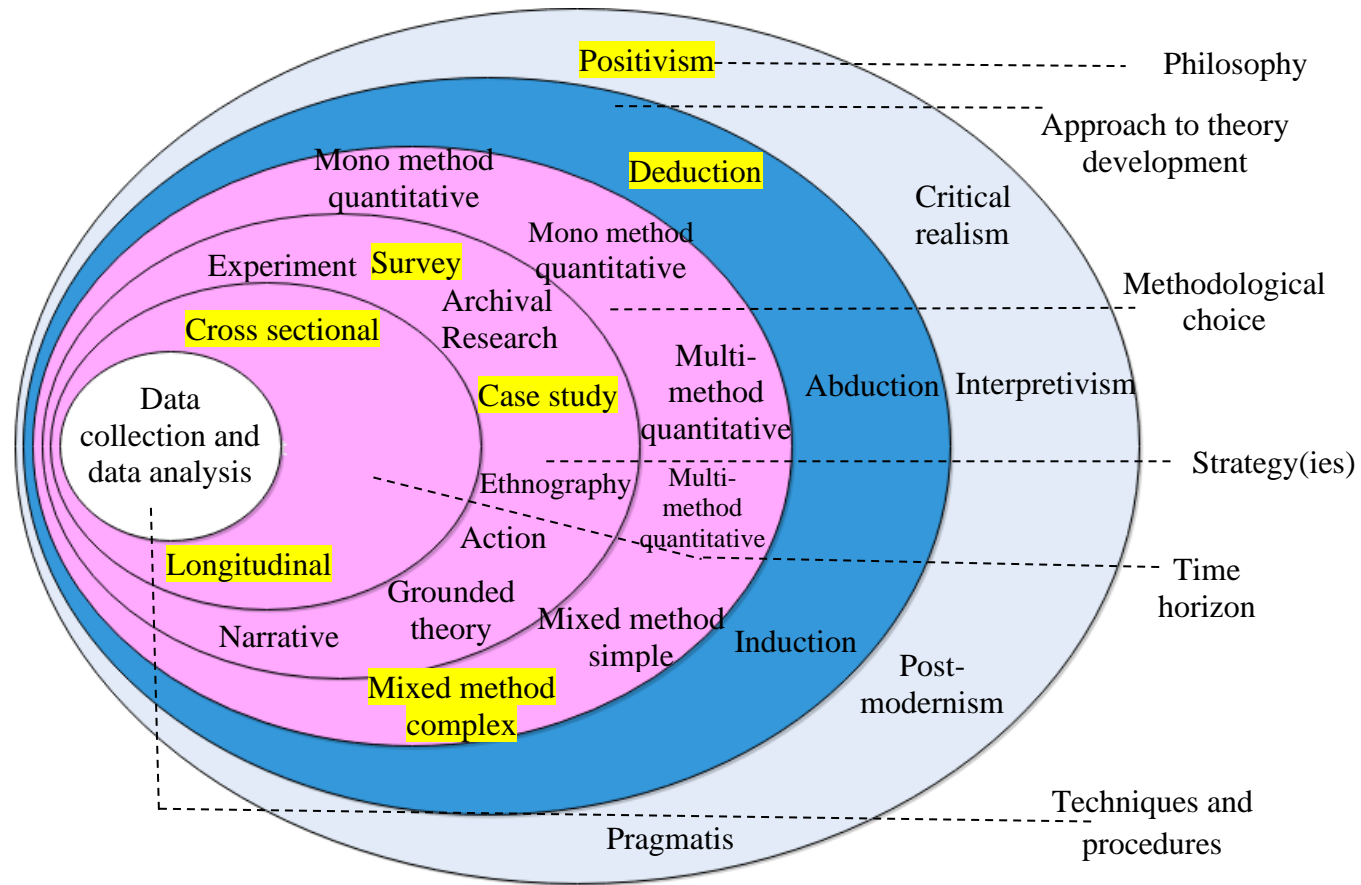 Positivism
Philosophy
Approach to theory
development
Mono method
quantitative
Deduction
Critical
realism
Mono method
quantitative
Experiment
Survey
Archival
Research
Methodological
choice
Cross sectional
Multi-
method
quantitative
Abduction
Interpretivism
Case study
Data
collection and
data analysis
Strategy(ies)
Ethnography
Multi-
method
quantitative
Action
Longitudinal
Time
horizon
Grounded
theory
Narrative
Mixed method
simple
Induction
Post-
modernism
Mixed method
complex
Techniques and
procedures
Pragmatis